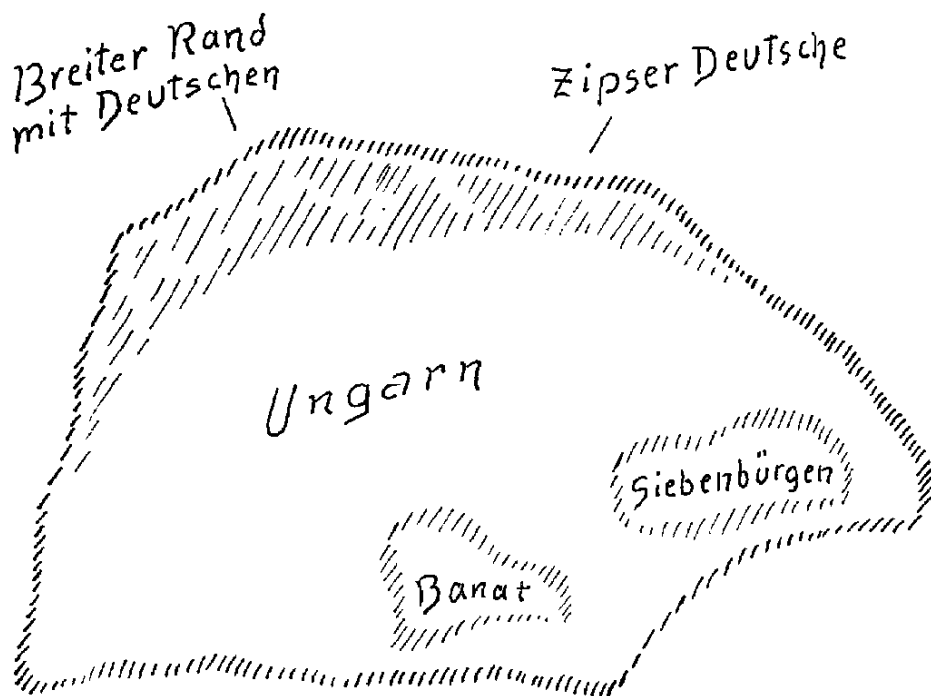 Breiter Rand
mit Deutschen
Zipser Deutsche
Ungarn
Siebenbürgen
Banat